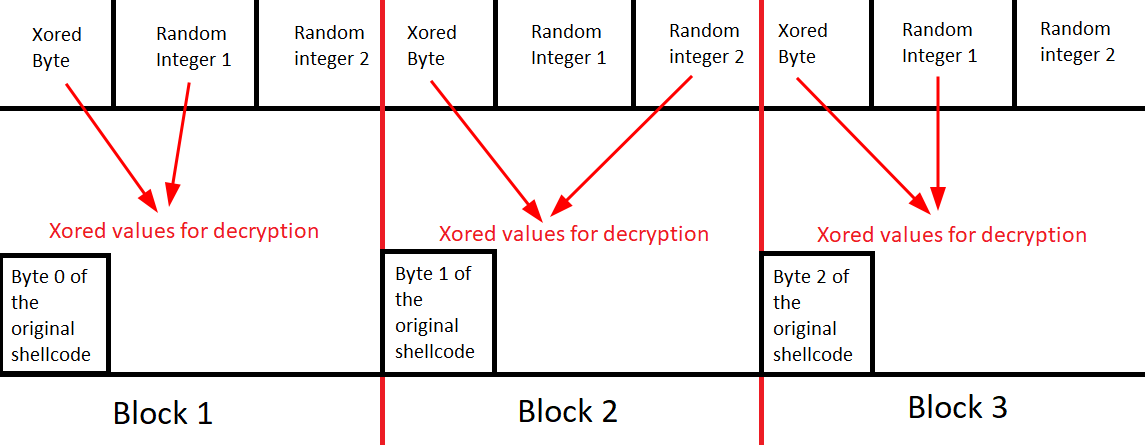 Xored
Byte
Random
Integer 1
Random
integer 2
Xored
Byte
Random
Integer 1
Random
integer 2
Xored
Byte
Random
Integer 1
Random
integer 2
Xored values for decryption
Xored values for decryption
Xored values for decryption
Byte 0 of
the
original
shellcode
Byte 1 of
the
original
shellcode
Byte 2 of
the
original
shellcode
Block 1
Block 2
Block 3